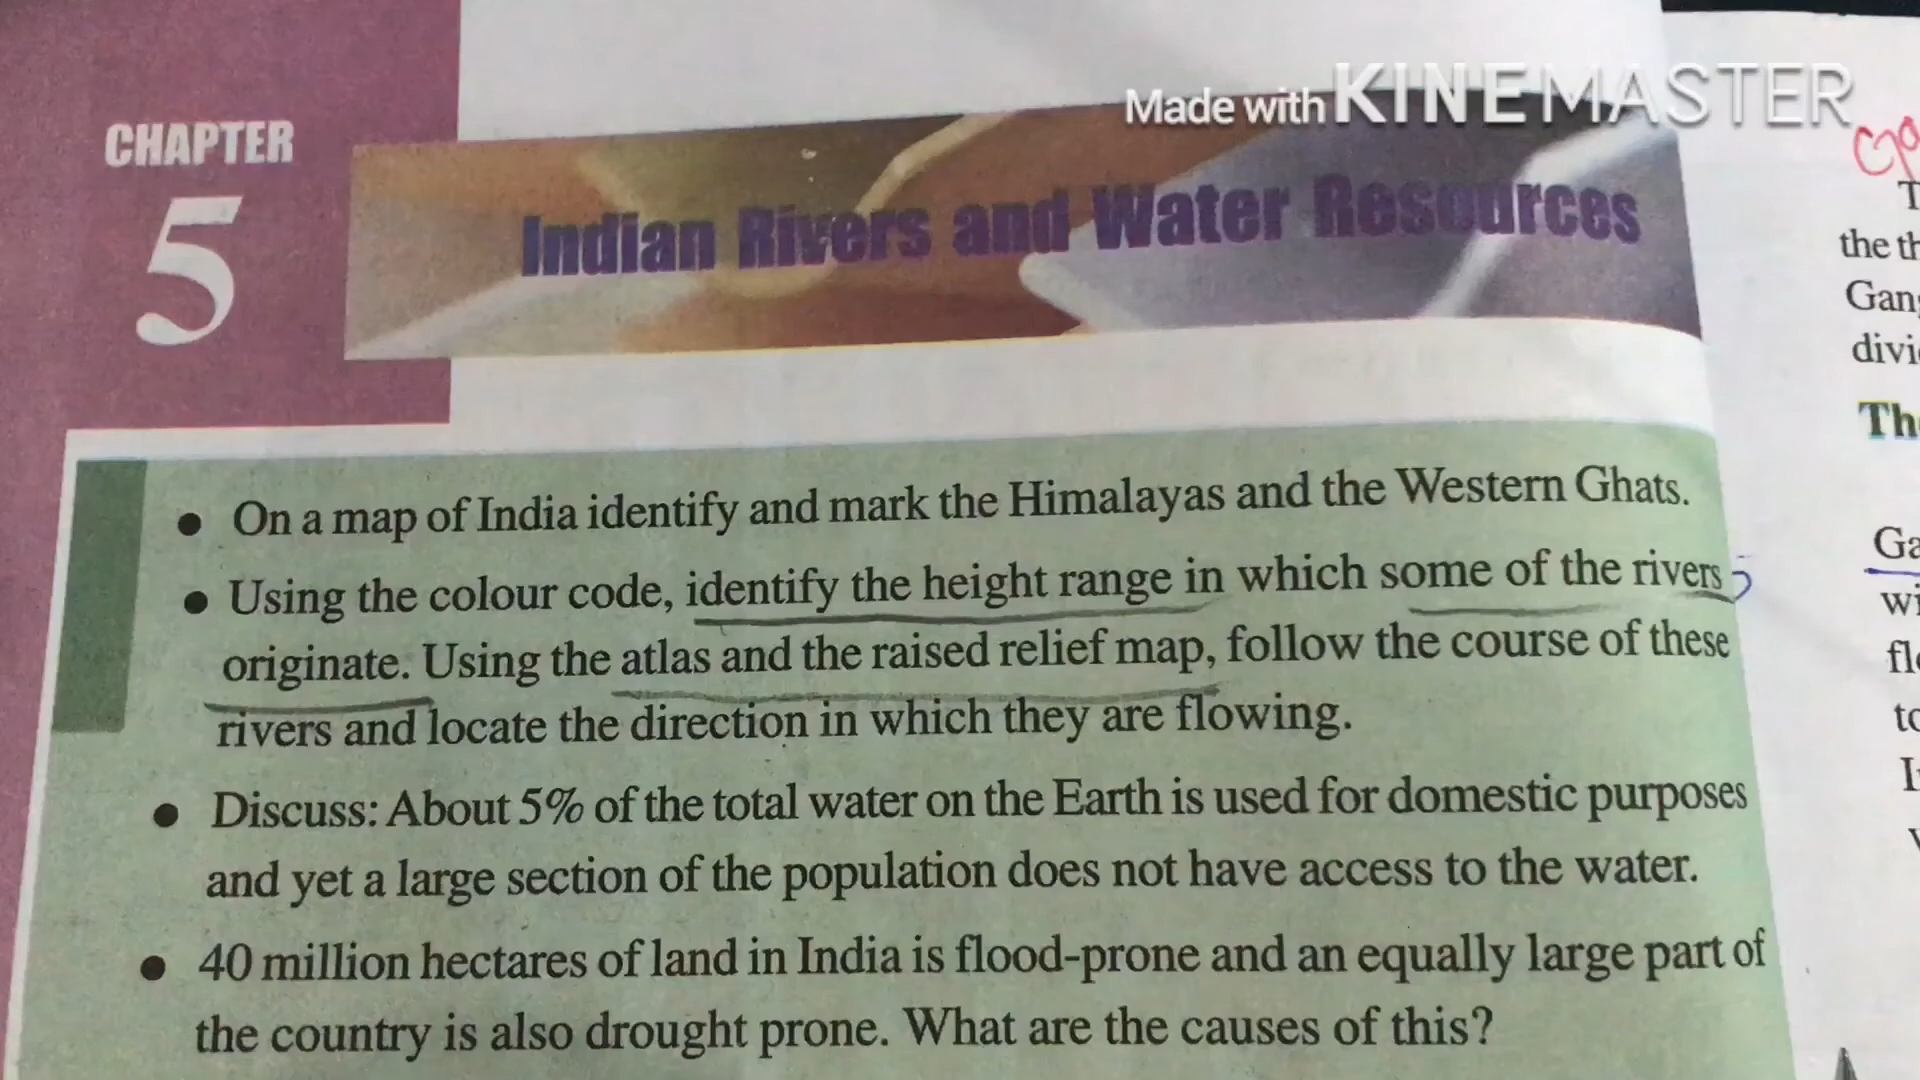 Made with KINEMASTER
CHAPTER
5
Indian Rivers and Water Resources
● On a map of India identify and mark the Himalayas and the Western Ghats.
● Using the colour code, identify the height range in which some of the rivers
originate. Using the atlas and the raised relief map, follow the course of these
rivers and locate the direction in which they are flowing.
● Discuss: About 5% of the total water on the Earth is used for domestic purposes
and yet a large section of the population does not have access to the water.
● 40 million hectares of land in India is flood-prone and an equally large part of
the country is also drought prone. What are the causes of this?
the